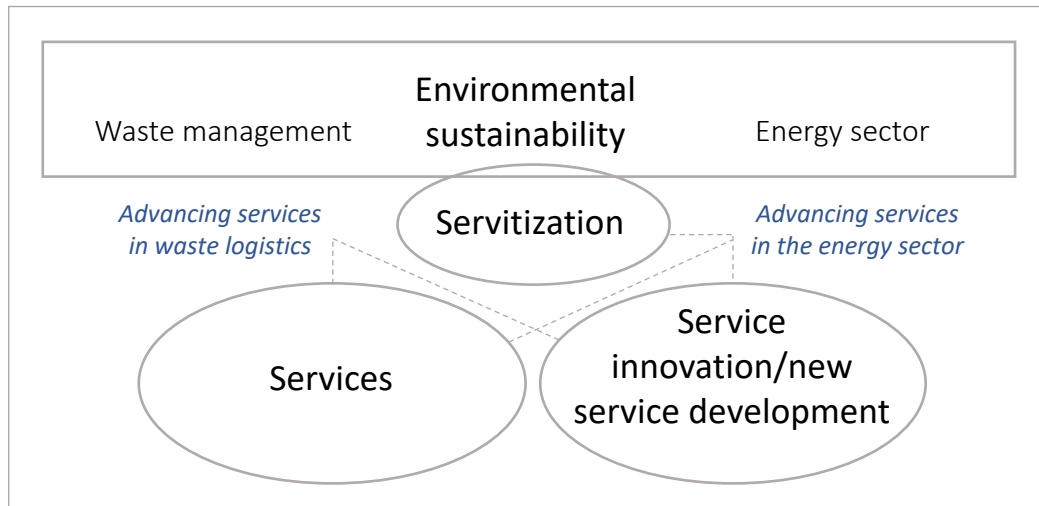 Environmental
sustainability
Waste management
Energy sector
Servitization
Advancing services
in waste logistics
Advancing services
in the energy sector
Services
Service
innovation/new
service development